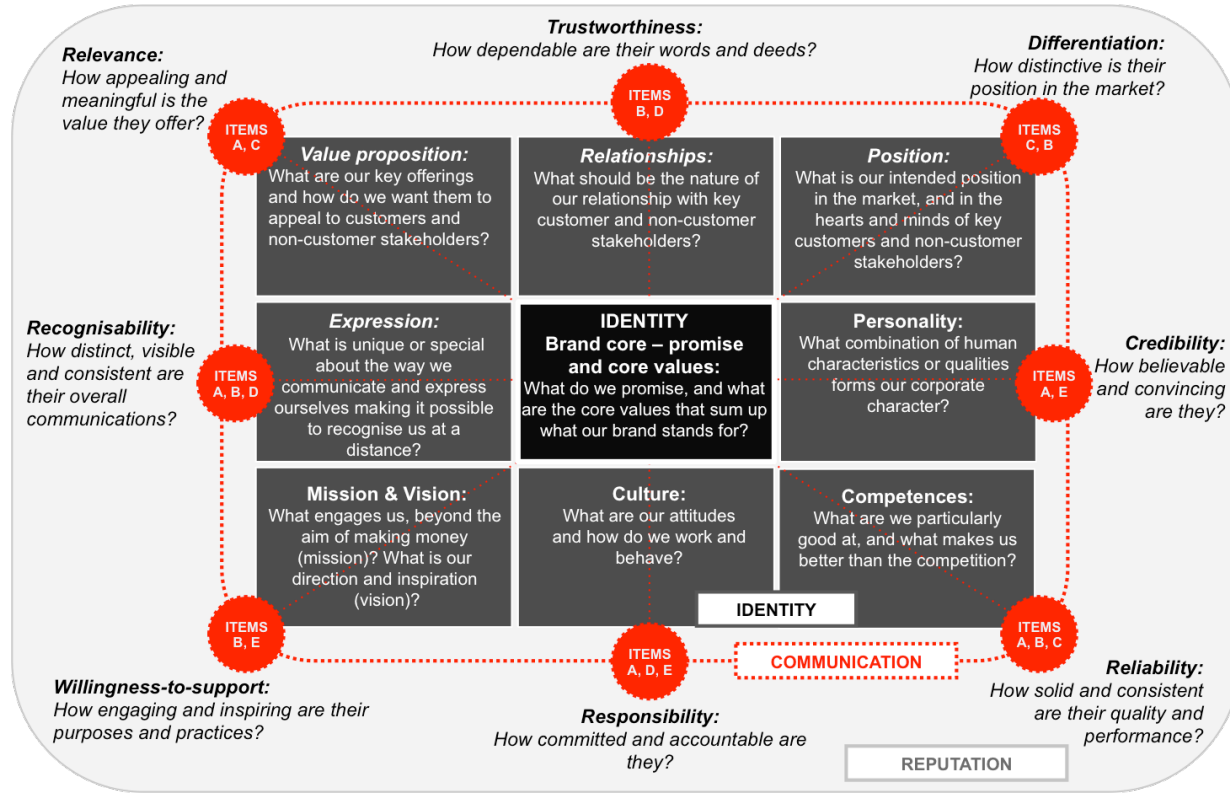 Trustworthiness:
How dependable are their words and deeds?
Relevance:
How appealing and
meaningful is the
value they offer?
Differentiation:
How distinctive is their
position in the market?
ITEMS
A, C
ITEMS
B, D
ITEMS
C, B
Value proposition:
What are our key offerings
and how do we want them to
appeal to customers and
non-customer stakeholders?
Relationships:
What should be the nature of
our relationship with key
customer and non-customer
stakeholders?
Position:
What is our intended position
in the market, and in the
hearts and minds of key
customers and non-customer
stakeholders?
Recognisability:
How distinct, visible
and consistent are
their overall
communications?
ITEMS
A, B, D
Expression:
What is unique or special
about the way we
communicate and express
ourselves making it possible
to recognise us at a
distance?
IDENTITY
Brand core – promise
and core values:
What do we promise, and what
are the core values that sum up
what our brand stands for?
Personality:
What combination of human
characteristics or qualities
forms our corporate
character?
ITEMS
A, E
Credibility:
How believable
and convincing
are they?
Mission & Vision:
What engages us, beyond the
aim of making money
(mission)? What is our
direction and inspiration
(vision)?
Culture:
What are our attitudes
and how do we work and
behave?
Competences:
What are we particularly
good at, and what makes us
better than the competition?
IDENTITY
ITEMS
B, E
ITEMS
A, D, E
COMMUNICATION
ITEMS
A, B, C
Willingness-to-support:
How engaging and inspiring are their
purposes and practices?
Responsibility:
How committed and accountable are
they?
Reliability:
How solid and consistent
are their quality and
performance?
REPUTATION